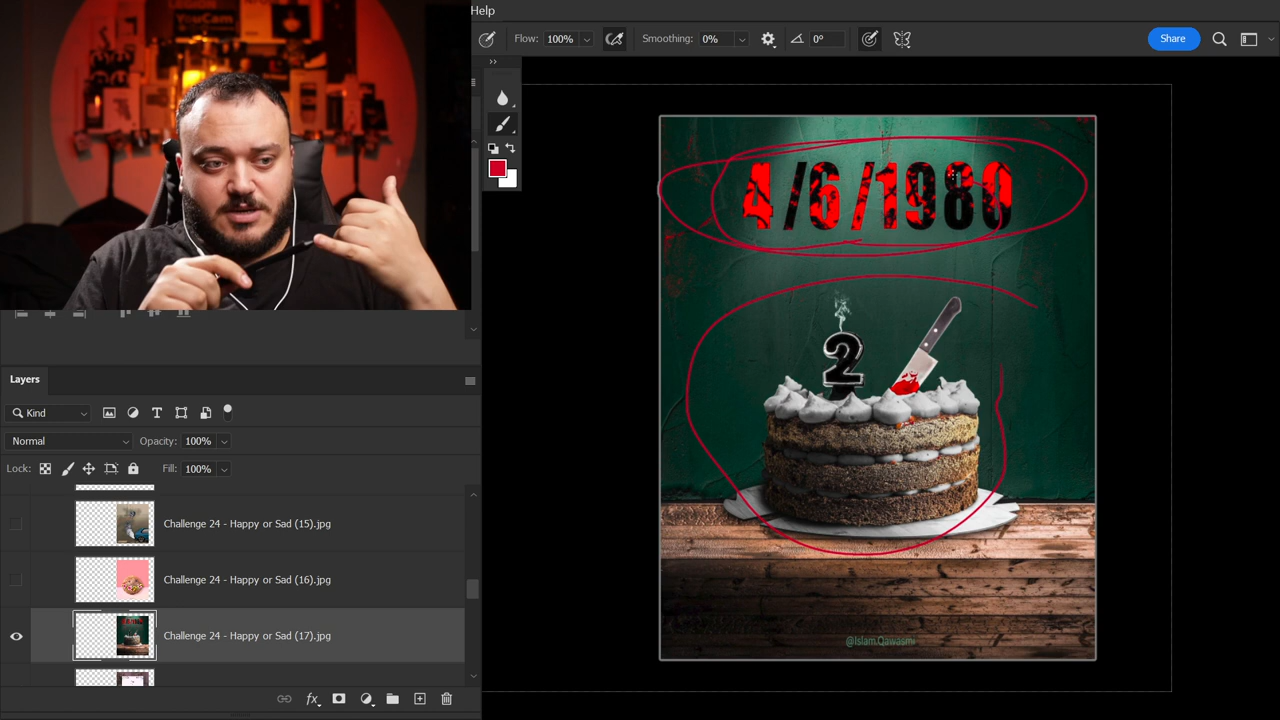 Help
YouCam
Flow: 100%
Smoothing: 0%
0°
Share
4/6/1980
2
@Islam.Qawasmi
Layers
Kind
Normal
Opacity: 100%
Lock:
Fill: 100%
Challenge 24 - Happy or Sad (15).jpg
Challenge 24 - Happy or Sad (16).jpg
Challenge 24 - Happy or Sad (17).jpg
fx